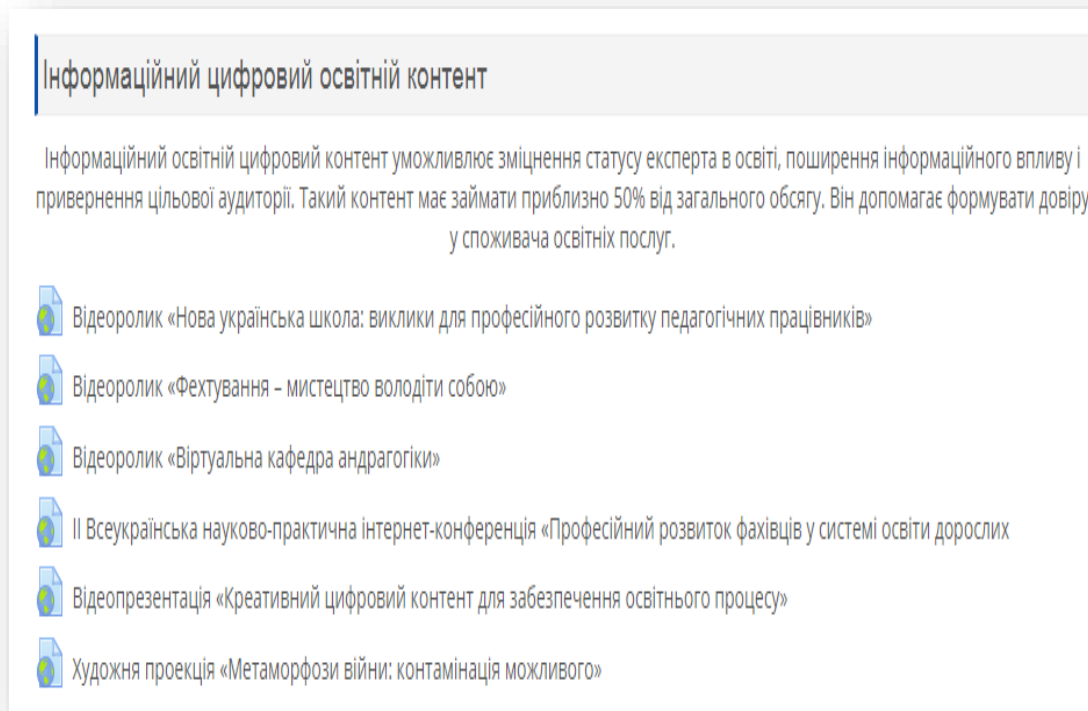 Інформаційний цифровий освітній контент
Інформаційний освітній цифровий контент уможливлює зміцнення статусу експерта в освіті, поширення інформаційного впливу і
привернення цільової аудиторії. Такий контент має займати приблизно 50% від загального обсягу. Він допомагає формувати довіру
у споживача освітніх послуг.
Відеоролик «Нова українська школа: виклики для професійного розвитку педагогічних працівників»
Відеоролик «Фехтування – мистецтво володіти собою»
Відеоролик «Віртуальна кафедра андрагогіки»
ІІ Всеукраїнська науково-практична інтернет-конференція «Професійний розвиток фахівців у системі освіти дорослих
Відеопрезентація «Креативний цифровий контент для забезпечення освітнього процесу»
Художня проекція «Метаморфози війни: контамінація можливого»